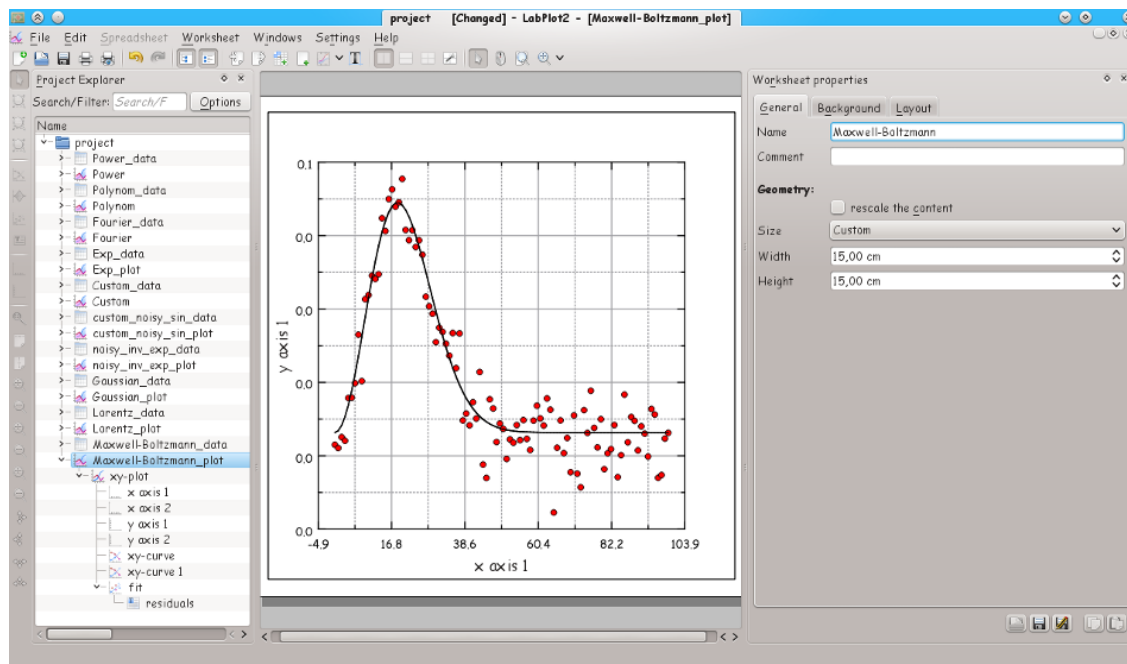 project [Changed] - LabPlot2 - [Maxwell-Boltzmann_plot]
File Edit Spreadsheet Worksheet Windows Settings Help
Project Explorer
Search/Filter: Search/F Options
Name
project
Power_data
Power
Polynom_data
Polynom
Fourier_data
Fourier
Exp_data
Exp_plot
Custom_data
Custom
custom_noisy_sin_data
custom_noisy_sin_plot
noisy_inv_exp_data
noisy_inv_exp_plot
Gaussian_data
Gaussian_plot
Lorentz_data
Lorentz_plot
Maxwell-Boltzmann_data
Maxwell-Boltzmann_plot
xy-plot
x axis 1
x axis 2
y axis 1
y axis 2
xy-curve
xy-curve 1
fit
residuals
0.1
0.0
0.0
0.0
0.0
0.0
y axis 1
-4.9 16.8 38.6 60.4 82.2 103.9
x axis 1
Worksheet properties
General Background Layout
Name Maxwell-Boltzmann
Comment
Geometry:
rescale the content
Size Custom
Width 15,00 cm
Height 15,00 cm